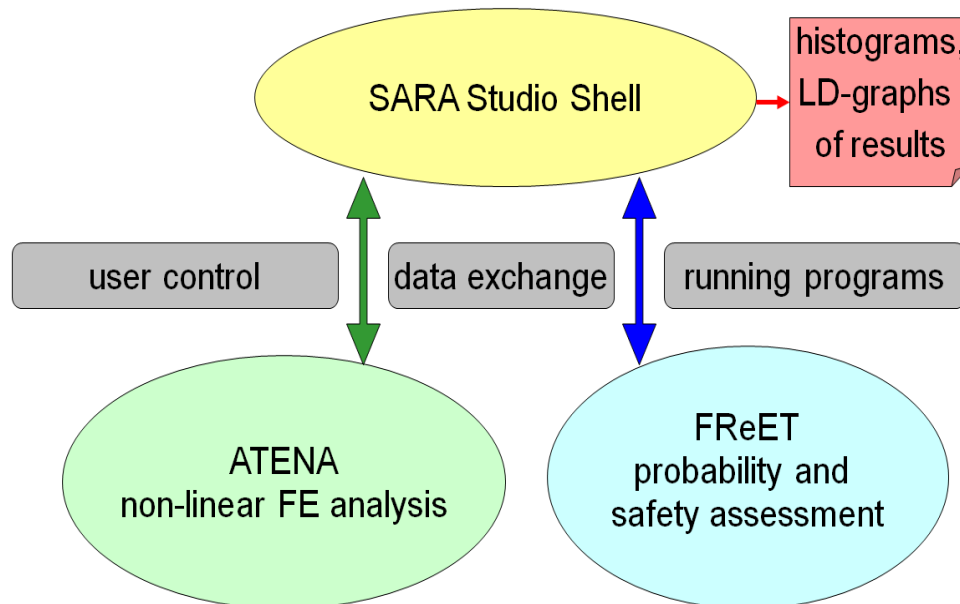 SARA Studio Shell
histograms,
LD-graphs
of results
user control
data exchange
running programs
ATENA
non-linear FE analysis
FReET
probability and
safety assessment